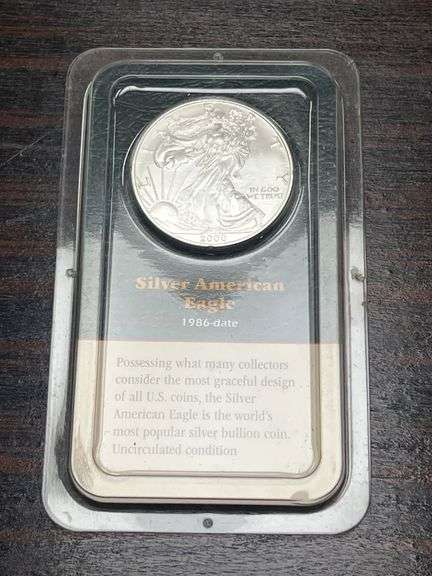 LIBERTY
IN GOD
WE TRUST
Silver American
Eagle
1986-date
Possessing what many collectors
consider the most graceful design
of all U.S. coins, the Silver
American Eagle is the world's
most popular silver bullion coin.
Uncirculated condition